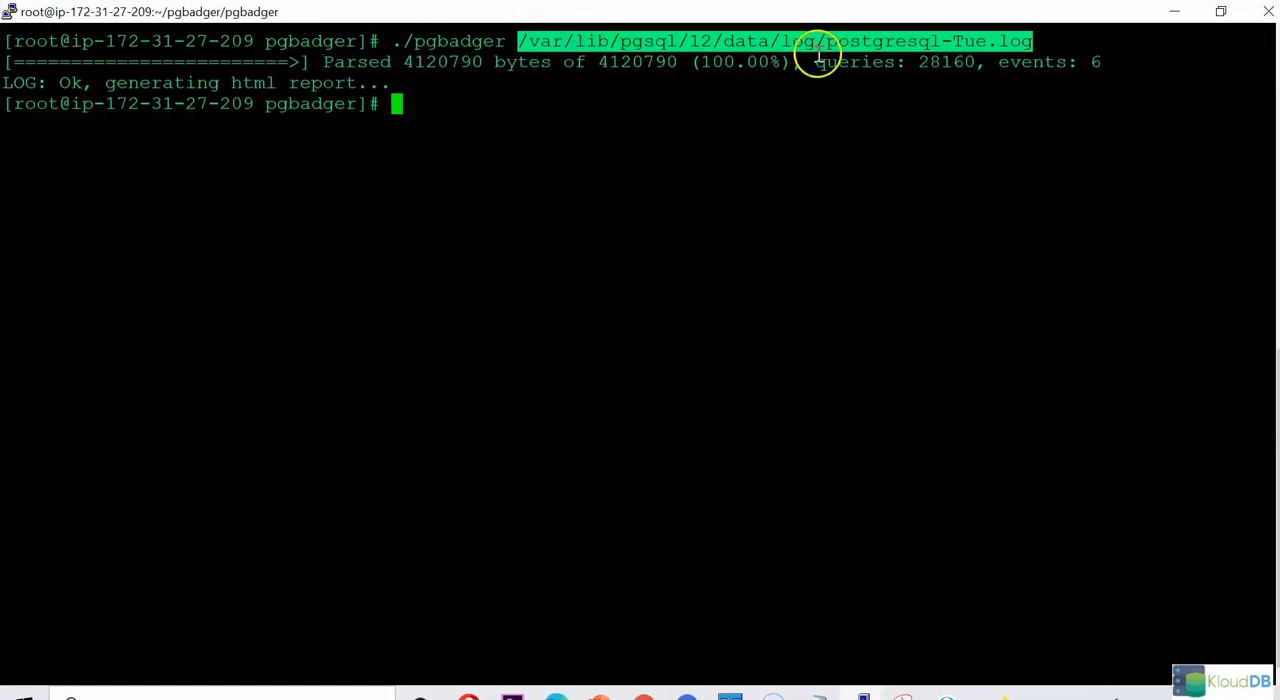 root@ip-172-31-27-209:~/pgbadger/pgbadger
[root@ip-172-31-27-209 pgbadger]# ./pgbadger /var/lib/pgsql/12/data/log/postgresql-Tue.log
[=======================>] Parsed 4120790 bytes of 4120790 (100.00%), queries: 28160, events: 6
LOG: Ok, generating html report...
[root@ip-172-31-27-209 pgbadger]#
KloudDB